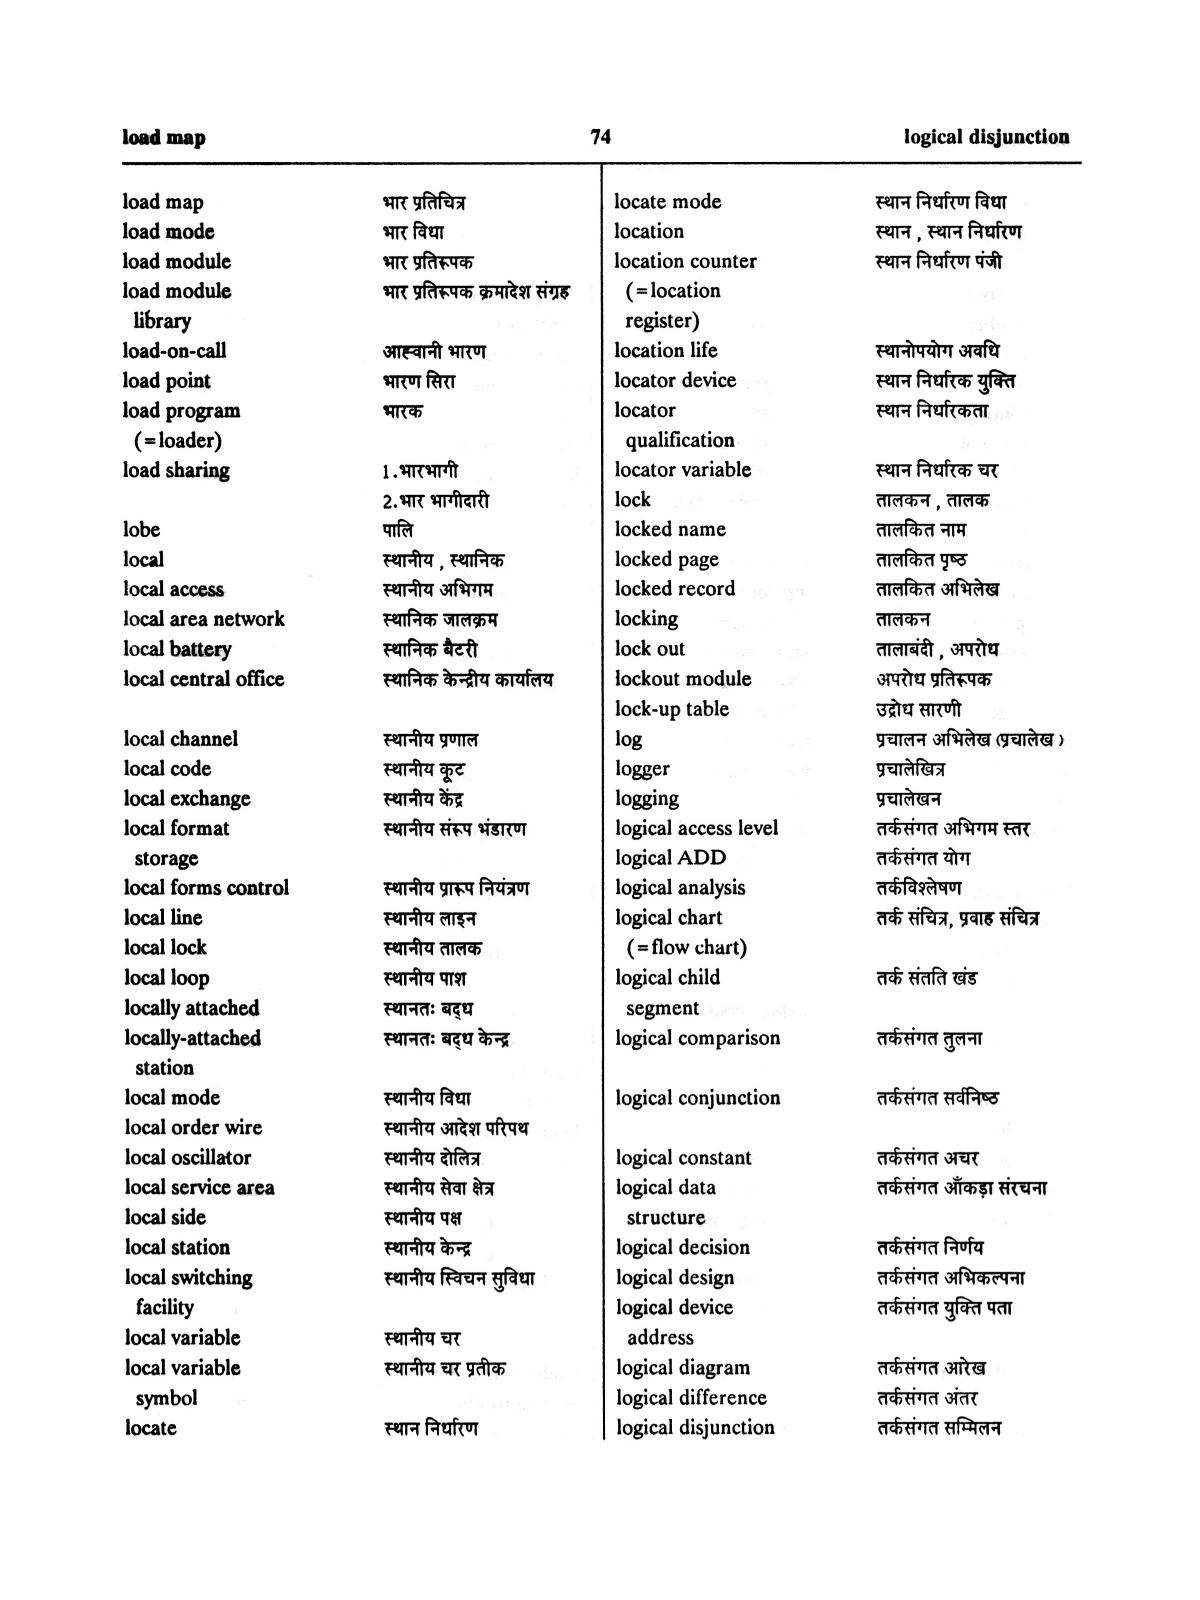 load map 74 logical disjunction
load map भार प्रतिचित्र
load mode भार विधा
load module भार प्रतिरूपक
load module भार प्रतिरूपक क्रमादेश संग्रह
library
load-on-call आह्वानी भारण
load point भारण सिरा
load program भारक
(=loader)
load sharing 1.भारभागी
2.भार भागीदारी
lobe पालि
local स्थानीय , स्थानिक
local access स्थानीय अभिगम
local area network स्थानिक जालक्रम
local battery स्थानिक बैटरी
local central office स्थानिक केन्द्रीय कार्यालय
local channel स्थानीय प्रणाल
local code स्थानीय कूट
local exchange स्थानीय केंद्र
local format स्थानीय संरूप भंडारण
storage
local forms control स्थानीय प्रारूप नियंत्रण
local line स्थानीय लाइन
local lock स्थानीय तालक
local loop स्थानीय पाश
locally attached स्थानतः बद्ध
locally-attached स्थानतः बद्ध केन्द्र
station
local mode स्थानीय विधा
local order wire स्थानीय आदेश परिपथ
local oscillator स्थानीय दोलित्र
local service area स्थानीय सेवा क्षेत्र
local side स्थानीय पक्ष
local station स्थानीय केन्द्र
local switching स्थानीय स्विचन सुविधा
facility
local variable स्थानीय चर
local variable स्थानीय चर प्रतीक
symbol
locate स्थान निर्धारण
locate mode स्थान निर्धारण विधा
location स्थान , स्थान निर्धारण
location counter स्थान निर्धारण पंजी
(=location
register)
location life स्थानोपयोग अवधि
locator device स्थान निर्धारक युक्ति
locator स्थान निर्धारकता
qualification
locator variable स्थान निर्धारक चर
lock तालकन , तालक
locked name तालकित नाम
locked page तालकित पृष्ठ
locked record तालकित अभिलेख
locking तालकन
lock out तालाबंदी , अपरोध
lockout module अपरोध प्रतिरूपक
lock-up table उद्रोध सारणी
log प्रचालन अभिलेख (प्रचालेख )
logger प्रचालेखित्र
logging प्रचालेखन
logical access level तर्कसंगत अभिगम स्तर
logical ADD तर्कसंगत योग
logical analysis तर्कविश्लेषण
logical chart तर्क संचित्र, प्रवाह संचित्र
(=flow chart)
logical child तर्क संतति खंड
segment
logical comparison तर्कसंगत तुलना
logical conjunction तर्कसंगत सर्वनिष्ठ
logical constant तर्कसंगत अचर
logical data तर्कसंगत आँकड़ा संरचना
structure
logical decision तर्कसंगत निर्णय
logical design तर्कसंगत अभिकल्पना
logical device तर्कसंगत युक्ति पता
address
logical diagram तर्कसंगत आरेख
logical difference तर्कसंगत अंतर
logical disjunction तर्कसंगत सम्मिलन